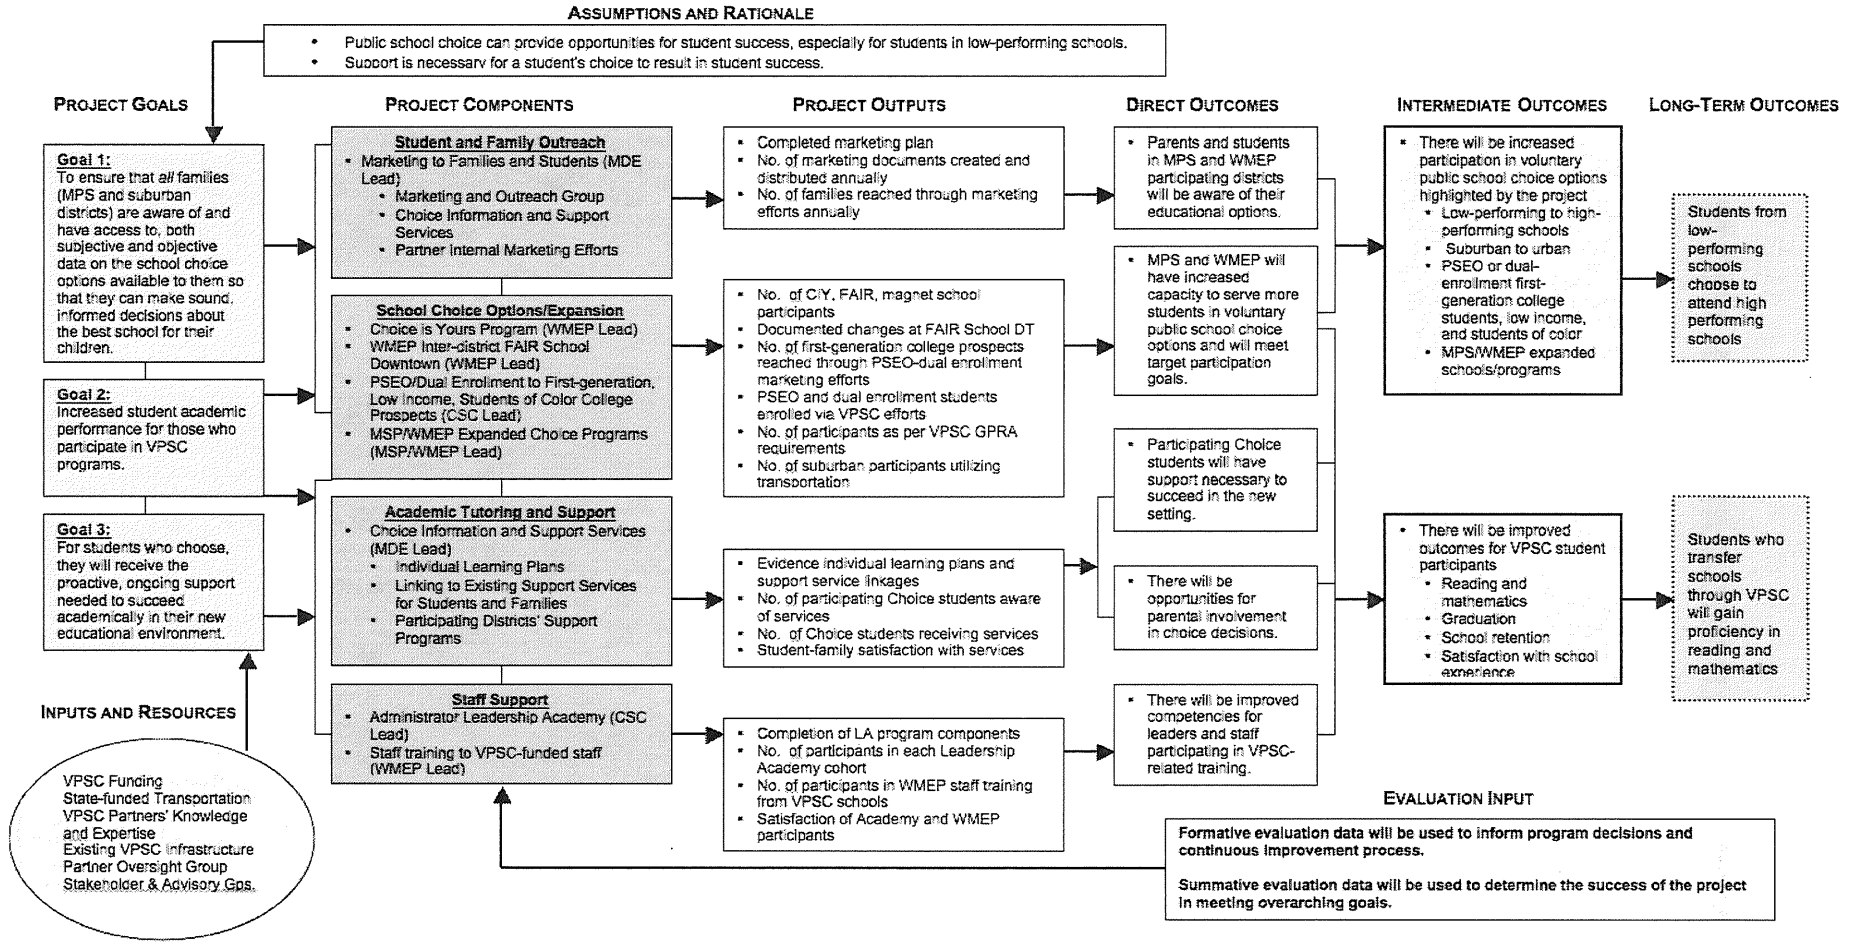 ASSUMPTIONS AND RATIONALE
▪ Public school choice can provide opportunities for student success, especially for students in low-performing schools.
▪ Support is necessary for a student's choice to result in student success.
PROJECT GOALS
Goal 1:
To ensure that all families
(MPS and suburban
districts) are aware of and
have access to, both
subjective and objective
data on the school choice
options available to them so
that they can make sound,
informed decisions about
the best school for their
children.
Goal 2:
Increased student academic
performance for those who
participate in VPSC
programs.
Goal 3:
For students who choose,
they will receive the
proactive, ongoing support
needed to succeed
academically in their new
educational environment.
INPUTS AND RESOURCES
VPSC Funding
State-funded Transportation
VPSC Partners' Knowledge
and Expertise
Existing VPSC Infrastructure
Partner Oversight Group
Stakeholder & Advisory Gps.
PROJECT COMPONENTS
Student and Family Outreach
▪ Marketing to Families and Students (MDE
Lead)
▪ Marketing and Outreach Group
▪ Choice Information and Support
Services
▪ Partner Internal Marketing Efforts
School Choice Options/Expansion
▪ Choice is Yours Program (WMEP Lead)
▪ WMEP Inter-district FAIR School
Downtown (WMEP Lead)
▪ PSEO/Dual Enrollment to First-generation,
Low Income, Students of Color College
Prospects (CSC Lead)
▪ MSP/WMEP Expanded Choice Programs
(MSP/WMEP Lead)
Academic Tutoring and Support
▪ Choice Information and Support Services
(MDE Lead)
▪ Individual Learning Plans
▪ Linking to Existing Support Services
for Students and Families
▪ Participating Districts' Support
Programs
Staff Support
▪ Administrator Leadership Academy (CSC
Lead)
▪ Staff training to VPSC-funded staff
(WMEP Lead)
PROJECT OUTPUTS
▪ Completed marketing plan
▪ No. of marketing documents created and
distributed annually
▪ No. of families reached through marketing
efforts annually
▪ No. of CIY, FAIR, magnet school
participants
▪ Documented changes at FAIR School DT
▪ No. of first-generation college prospects
reached through PSEO-dual enrollment
marketing efforts
▪ PSEO and dual enrollment students
enrolled via VPSC efforts
▪ No. of participants as per VPSC GPRA
requirements
▪ No. of suburban participants utilizing
transportation
▪ Evidence individual learning plans and
support service linkages
▪ No. of participating Choice students aware
of services
▪ No. of Choice students receiving services
▪ Student-family satisfaction with services
▪ Completion of LA program components
▪ No. of participants in each Leadership
Academy cohort
▪ No. of participants in WMEP staff training
from VPSC schools
▪ Satisfaction of Academy and WMEP
participants
DIRECT OUTCOMES
▪ Parents and students
in MPS and WMEP
participating districts
will be aware of their
educational options.
▪ MPS and WMEP will
have increased
capacity to serve more
students in voluntary
public school choice
options and will meet
target participation
goals.
▪ Participating Choice
students will have
support necessary to
succeed in the new
setting.
▪ There will be
opportunities for
parental involvement
in choice decisions.
▪ There will be improved
competencies for
leaders and staff
participating in VPSC-
related training.
INTERMEDIATE OUTCOMES
▪ There will be increased
participation in voluntary
public school choice options
highlighted by the project
▪ Low-performing to high-
performing schools
▪ Suburban to urban
▪ PSEO or dual-
enrollment first-
generation college
students, low income,
and students of color
▪ MPS/WMEP expanded
schools/programs
▪ There will be improved
outcomes for VPSC student
participants
▪ Reading and
mathematics
▪ Graduation
▪ School retention
▪ Satisfaction with school
experience
LONG-TERM OUTCOMES
Students from
low-
performing
schools
choose to
attend high
performing
schools
Students who
transfer
schools
through VPSC
will gain
proficiency in
reading and
mathematics
EVALUATION INPUT
Formative evaluation data will be used to inform program decisions and
continuous improvement process.
Summative evaluation data will be used to determine the success of the project
in meeting overarching goals.